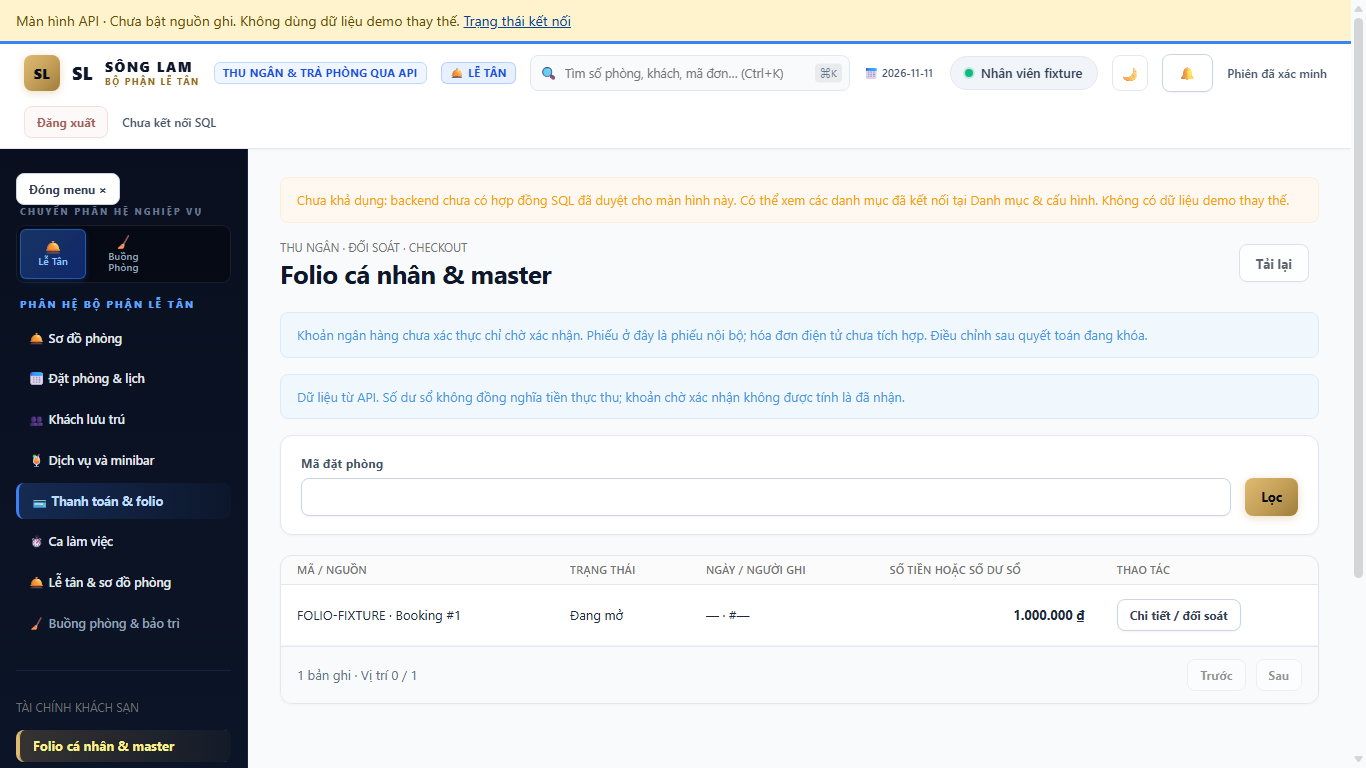 Màn hình API · Chưa bật nguồn ghi. Không dùng dữ liệu demo thay thế. Trạng thái kết nối
SL SL SÔNG LAM
BỘ PHẬN LỄ TÂN
THU NGÂN & TRẢ PHÒNG QUA API
LỄ TÂN
Tìm số phòng, khách, mã đơn... (Ctrl+K) ⌘K
2026-11-11
Nhân viên fixture
Phiên đã xác minh
Đăng xuất
Chưa kết nối SQL
Đóng menu ×
CHUYỂN PHÂN HỆ NGHIỆP VỤ
Lễ Tân
Buồng
Phòng
PHÂN HỆ BỘ PHẬN LỄ TÂN
Sơ đồ phòng
Đặt phòng & lịch
Khách lưu trú
Dịch vụ và minibar
Thanh toán & folio
Ca làm việc
Lễ tân & sơ đồ phòng
Buồng phòng & bảo trì
TÀI CHÍNH KHÁCH SẠN
Folio cá nhân & master
Chưa khả dụng: backend chưa có hợp đồng SQL đã duyệt cho màn hình này. Có thể xem các danh mục đã kết nối tại Danh mục & cấu hình. Không có dữ liệu demo thay thế.
THU NGÂN · ĐỐI SOÁT · CHECKOUT
Folio cá nhân & master
Tải lại
Khoản ngân hàng chưa xác thực chỉ chờ xác nhận. Phiếu ở đây là phiếu nội bộ; hóa đơn điện tử chưa tích hợp. Điều chỉnh sau quyết toán đang khóa.
Dữ liệu từ API. Số dư sổ không đồng nghĩa tiền thực thu; khoản chờ xác nhận không được tính là đã nhận.
Mã đặt phòng
Lọc
MÃ / NGUỒN TRẠNG THÁI NGÀY / NGƯỜI GHI SỐ TIỀN HOẶC SỐ DƯ SỔ THAO TÁC
FOLIO-FIXTURE · Booking #1 Đang mở — · #— 1.000.000 ₫ Chi tiết / đối soát
1 bản ghi · Vị trí 0 / 1
Trước
Sau